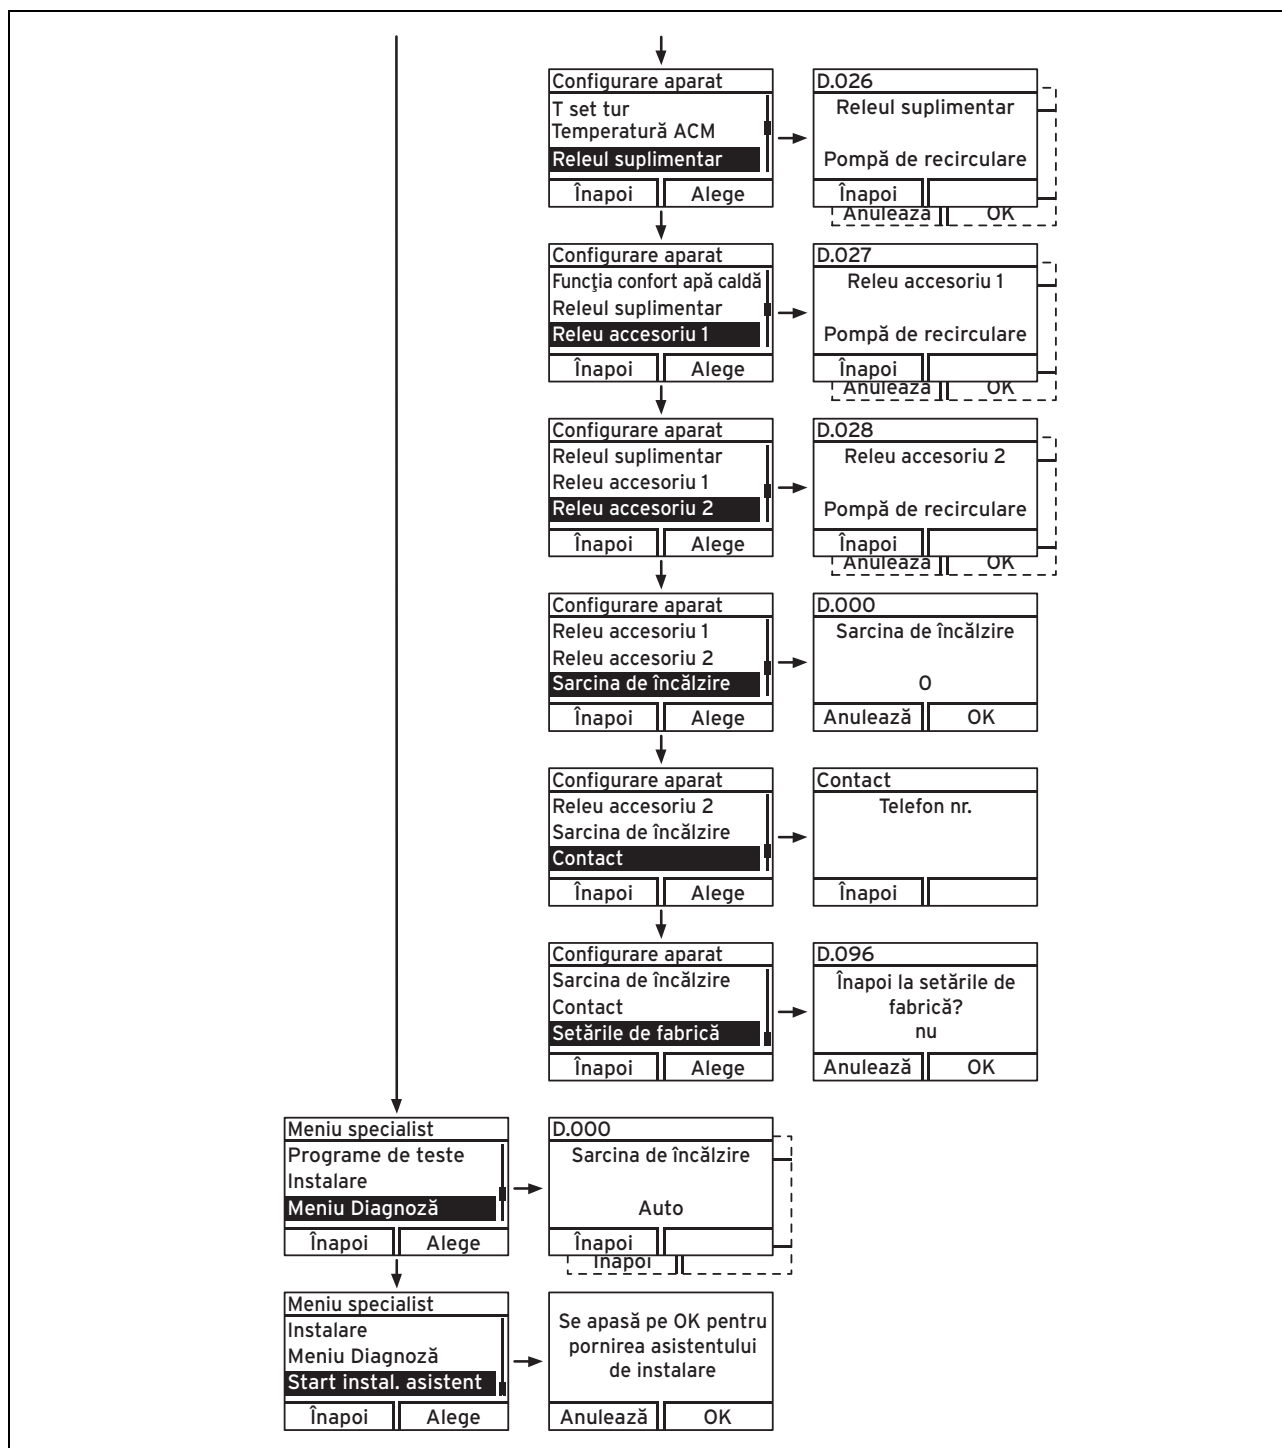 Configurare aparat
T set tur
Temperatură ACM
Releul suplimentar
Înapoi Alege
D.026
Releul suplimentar
Pompă de recirculare
Înapoi
Anulează OK
Configurare aparat
Funcţia confort apă caldă
Releul suplimentar
Releu accesoriu 1
Înapoi Alege
D.027
Releu accesoriu 1
Pompă de recirculare
Înapoi
Anulează OK
Configurare aparat
Releul suplimentar
Releu accesoriu 1
Releu accesoriu 2
Înapoi Alege
D.028
Releu accesoriu 2
Pompă de recirculare
Înapoi
Anulează OK
Configurare aparat
Releu accesoriu 1
Releu accesoriu 2
Sarcina de încălzire
Înapoi Alege
D.000
Sarcina de încălzire
0
Anulează OK
Configurare aparat
Releu accesoriu 2
Sarcina de încălzire
Contact
Înapoi Alege
Contact
Telefon nr.
Înapoi
Configurare aparat
Sarcina de încălzire
Contact
Setările de fabrică
Înapoi Alege
D.096
Înapoi la setările de
fabrică?
nu
Anulează OK
Meniu specialist
Programe de teste
Instalare
Meniu Diagnoză
Înapoi Alege
D.000
Sarcina de încălzire
Auto
Înapoi
Înapoi
Meniu specialist
Instalare
Meniu Diagnoză
Start instal. asistent
Înapoi Alege
Se apasă pe OK pentru
pornirea asistentului
de instalare
Anulează OK